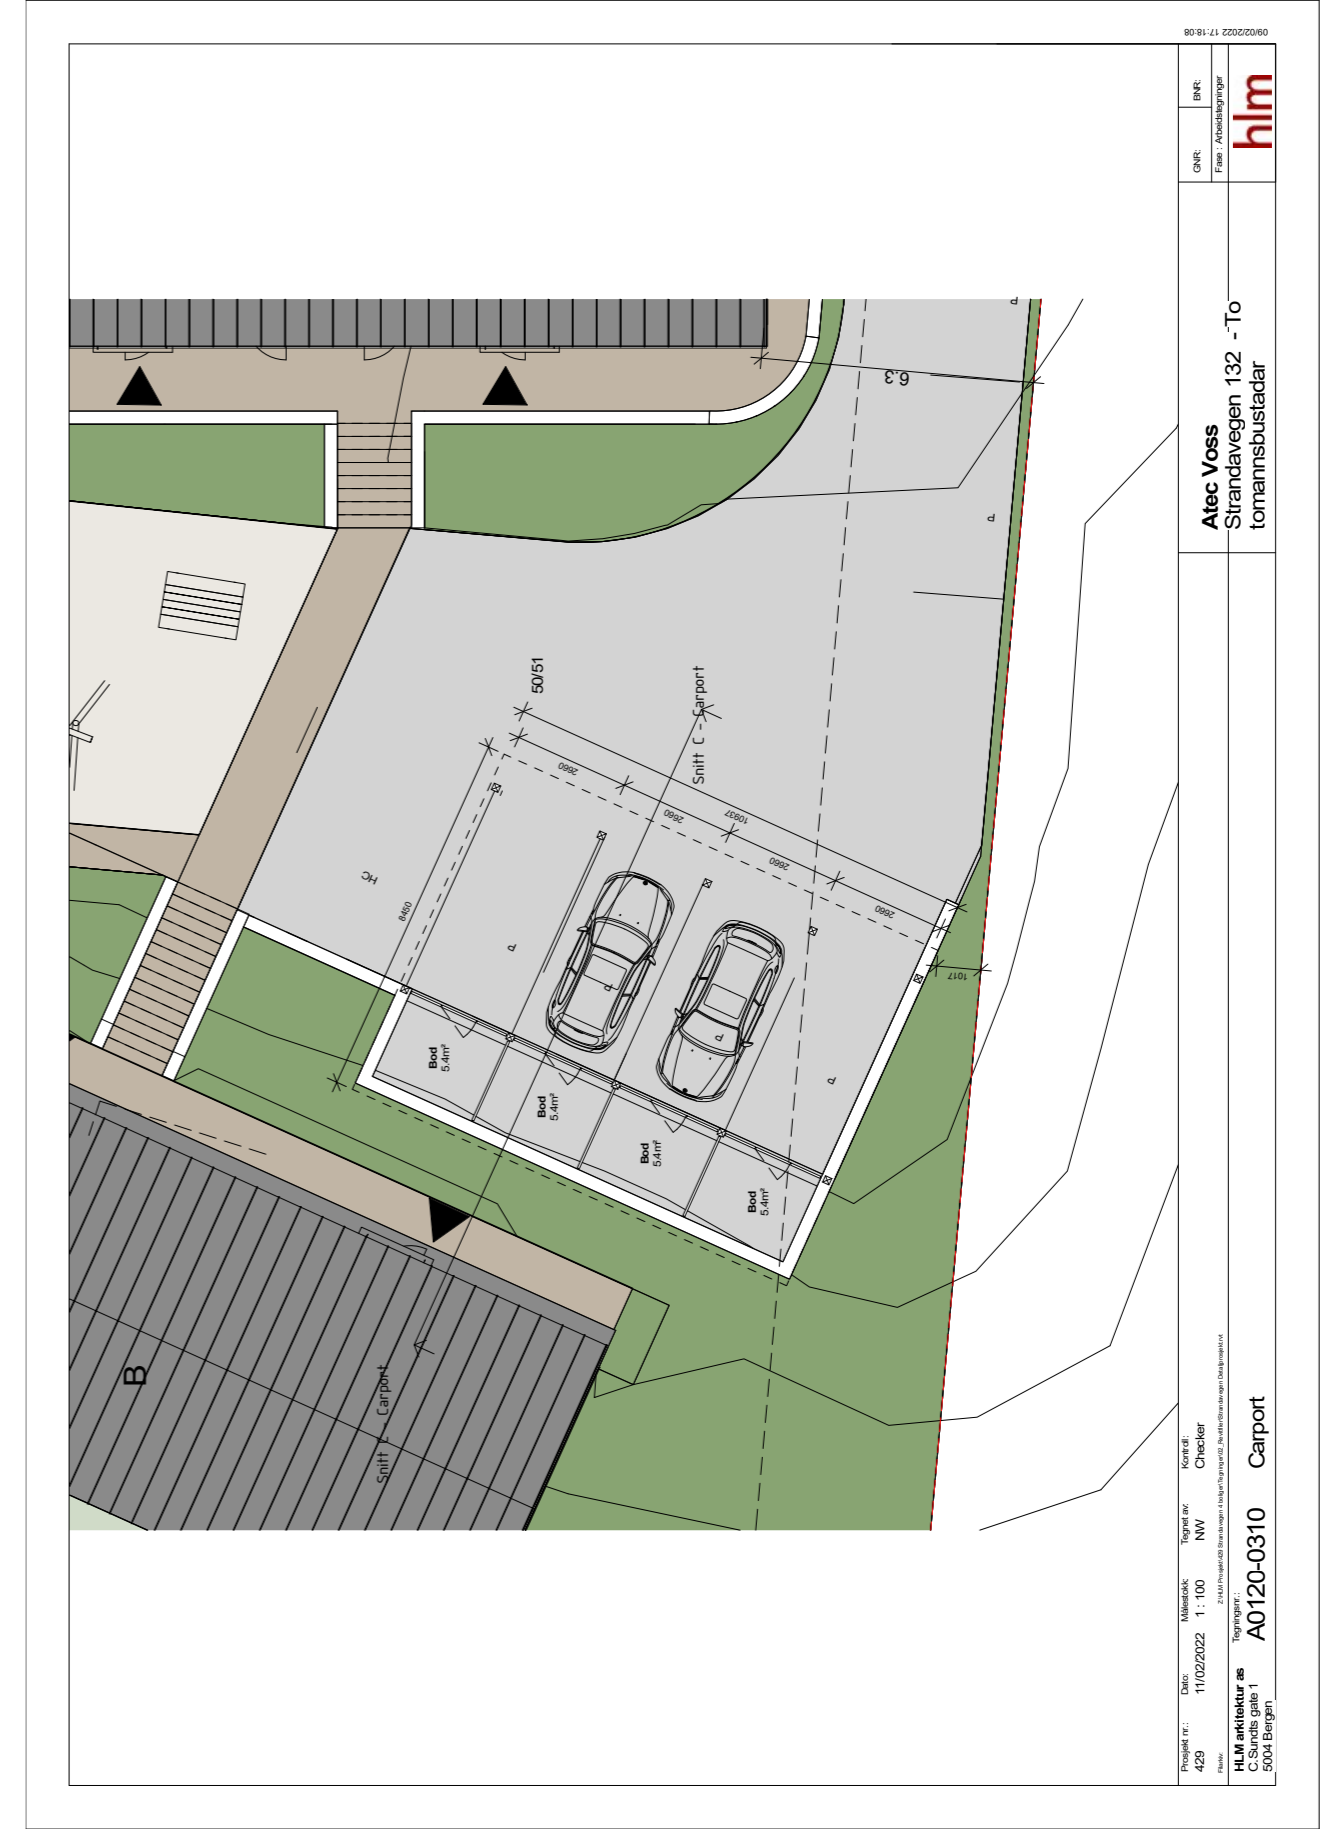 09/02/2022 17:18:08
GNR:
BNR:
Fase : Arbeidstegninger
hlm
Atec Voss
Strandavegen 132 - To
tomannsbustadar
6.3
50/51
Snitt C - Carport
2660
2660
10937
2660
2660
8450
HC
1017
Bod
5.4m²
Bod
5.4m²
Bod
5.4m²
Bod
5.4m²
B
Snitt C - Carport
Prosjekt nr.:
429
Dato:
11/02/2022
Målestokk:
1 : 100
Tegnet av:
NW
Kontroll:
Checker
HLM arkitektur as
C.Sundts gate 1
5004 Bergen
Tegningsnr.:
A0120-0310
Carport